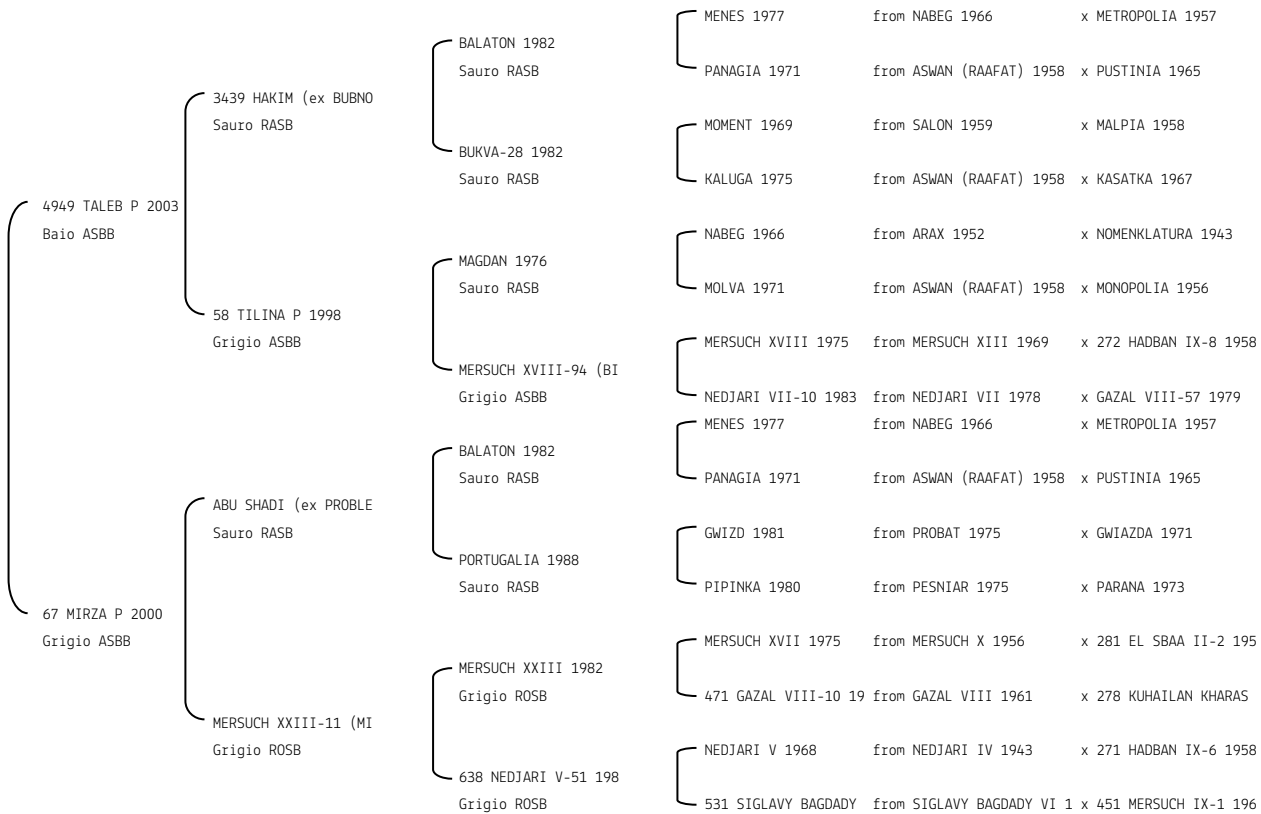 MENES 1977 from NABEG 1966 x METROPOLIA 1957
BALATON 1982
Sauro RASB
PANAGIA 1971 from ASWAN (RAAFAT) 1958 x PUSTINIA 1965
3439 HAKIM (ex BUBNO
Sauro RASB
MOMENT 1969 from SALON 1959 x MALPIA 1958
BUKVA-28 1982
Sauro RASB
KALUGA 1975 from ASWAN (RAAFAT) 1958 x KASATKA 1967
4949 TALEB P 2003
Baio ASBB
NABEG 1966 from ARAX 1952 x NOMENKLATURA 1943
MAGDAN 1976
Sauro RASB
MOLVA 1971 from ASWAN (RAAFAT) 1958 x MONOPOLIA 1956
58 TILINA P 1998
Grigio ASBB
MERSUCH XVIII 1975 from MERSUCH XIII 1969 x 272 HADBAN IX-8 1958
MERSUCH XVIII-94 (BI
Grigio ASBB
NEDJARI VII-10 1983 from NEDJARI VII 1978 x GAZAL VIII-57 1979
MENES 1977 from NABEG 1966 x METROPOLIA 1957
BALATON 1982
Sauro RASB
PANAGIA 1971 from ASWAN (RAAFAT) 1958 x PUSTINIA 1965
ABU SHADI (ex PROBLE
Sauro RASB
GWIZD 1981 from PROBAT 1975 x GWIAZDA 1971
PORTUGALIA 1988
Sauro RASB
PIPINKA 1980 from PESNIAR 1975 x PARANA 1973
67 MIRZA P 2000
Grigio ASBB
MERSUCH XVII 1975 from MERSUCH X 1956 x 281 EL SBAA II-2 195
MERSUCH XXIII 1982
Grigio ROSB
471 GAZAL VIII-10 19 from GAZAL VIII 1961 x 278 KUHAILAN KHARAS
MERSUCH XXIII-11 (MI
Grigio ROSB
NEDJARI V 1968 from NEDJARI IV 1943 x 271 HADBAN IX-6 1958
638 NEDJARI V-51 198
Grigio ROSB
531 SIGLAVY BAGDADY from SIGLAVY BAGDADY VI 1 x 451 MERSUCH IX-1 196